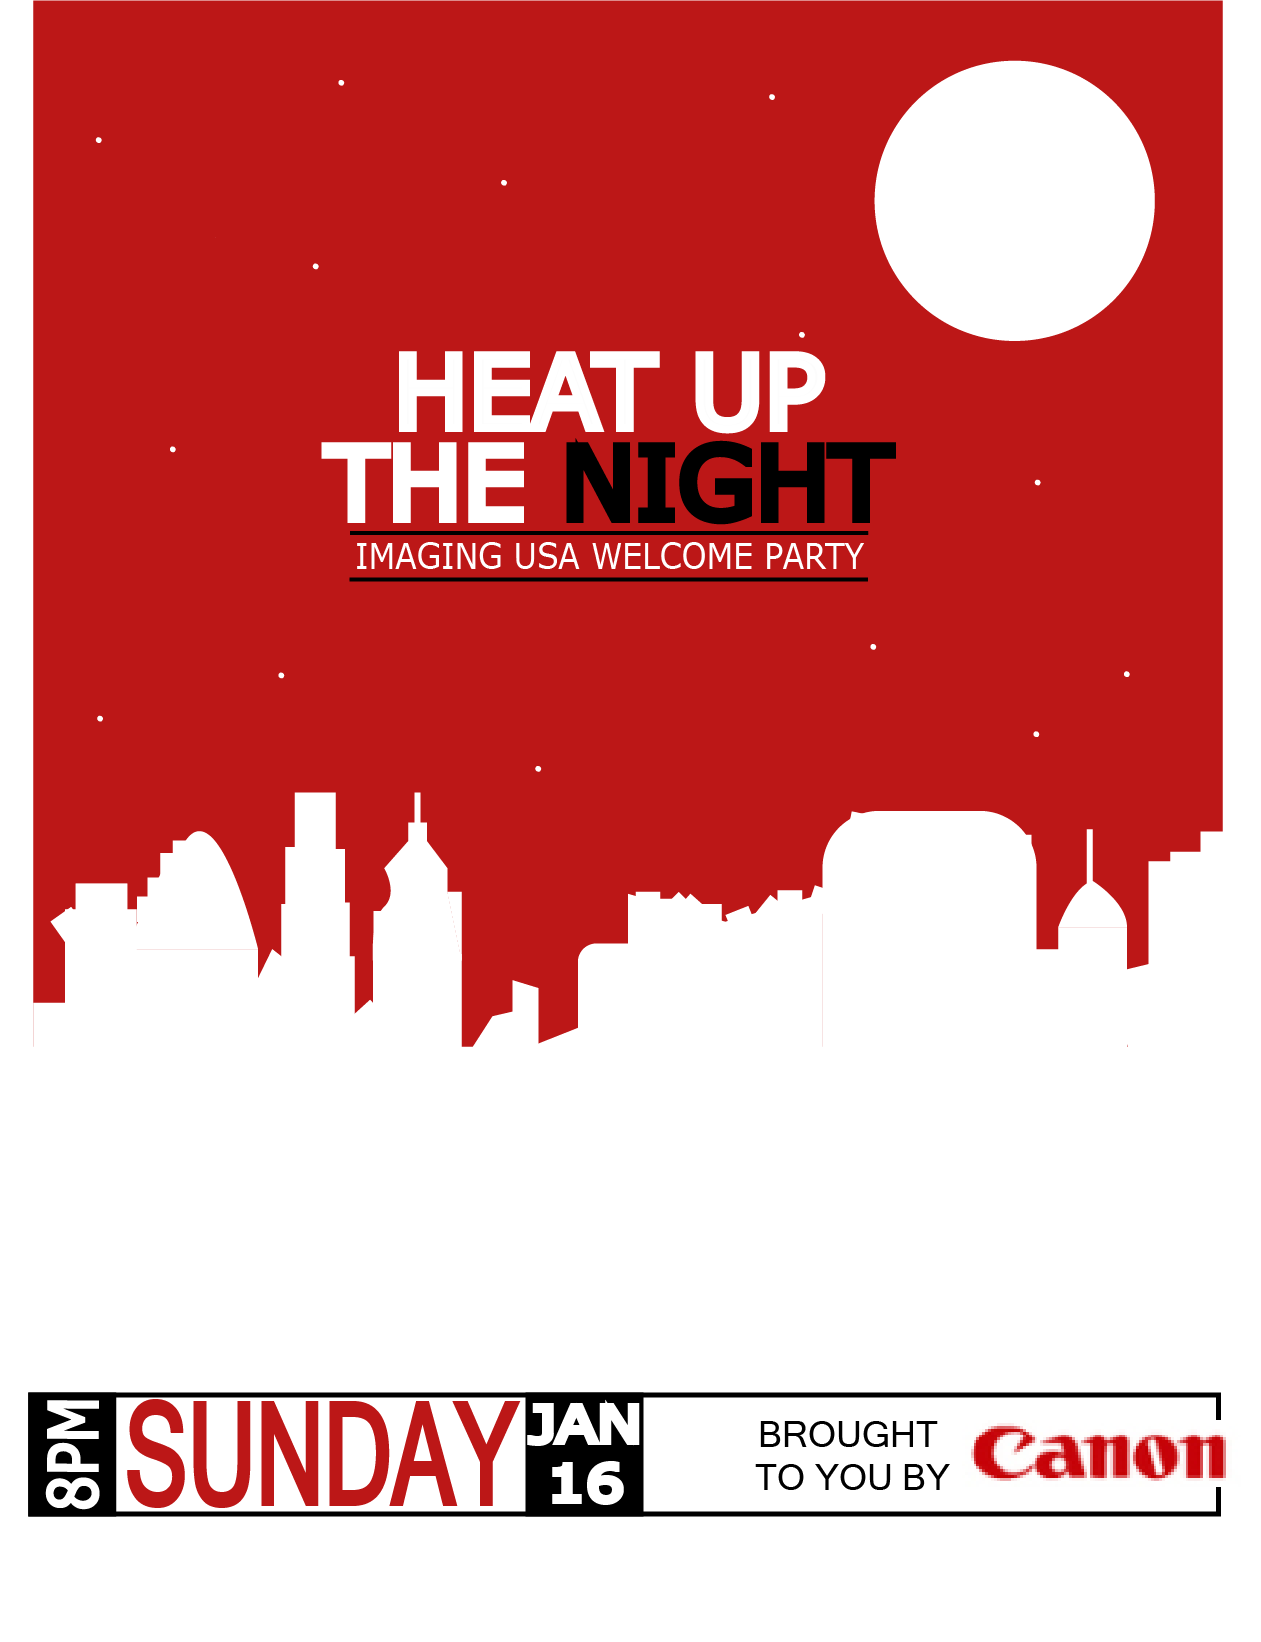 HEAT UP
THE NIGHT
IMAGING USA WELCOME PARTY
8PM
SUNDAY
JAN
16
BROUGHT
TO YOU BY
Canon